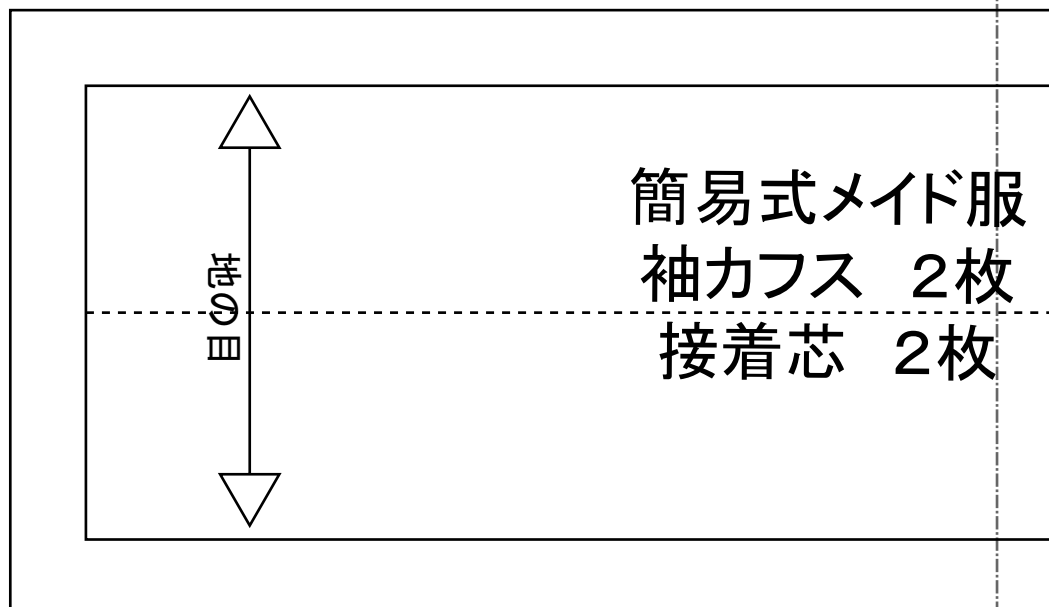 地の目
簡易式メイド服
袖カフス　２枚
接着芯　２枚